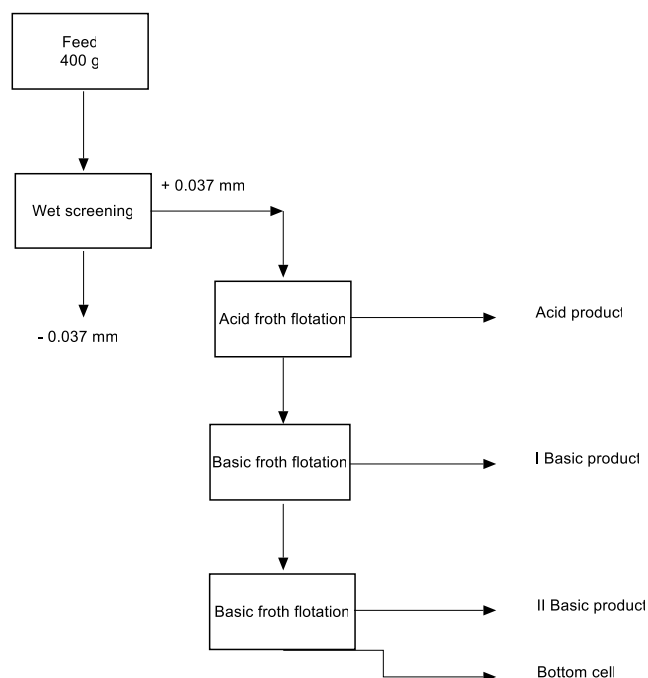 Feed
400 g
+ 0.037 mm
Wet screening
- 0.037 mm
Acid froth flotation
Acid product
Basic froth flotation
I Basic product
Basic froth flotation
II Basic product
Bottom cell